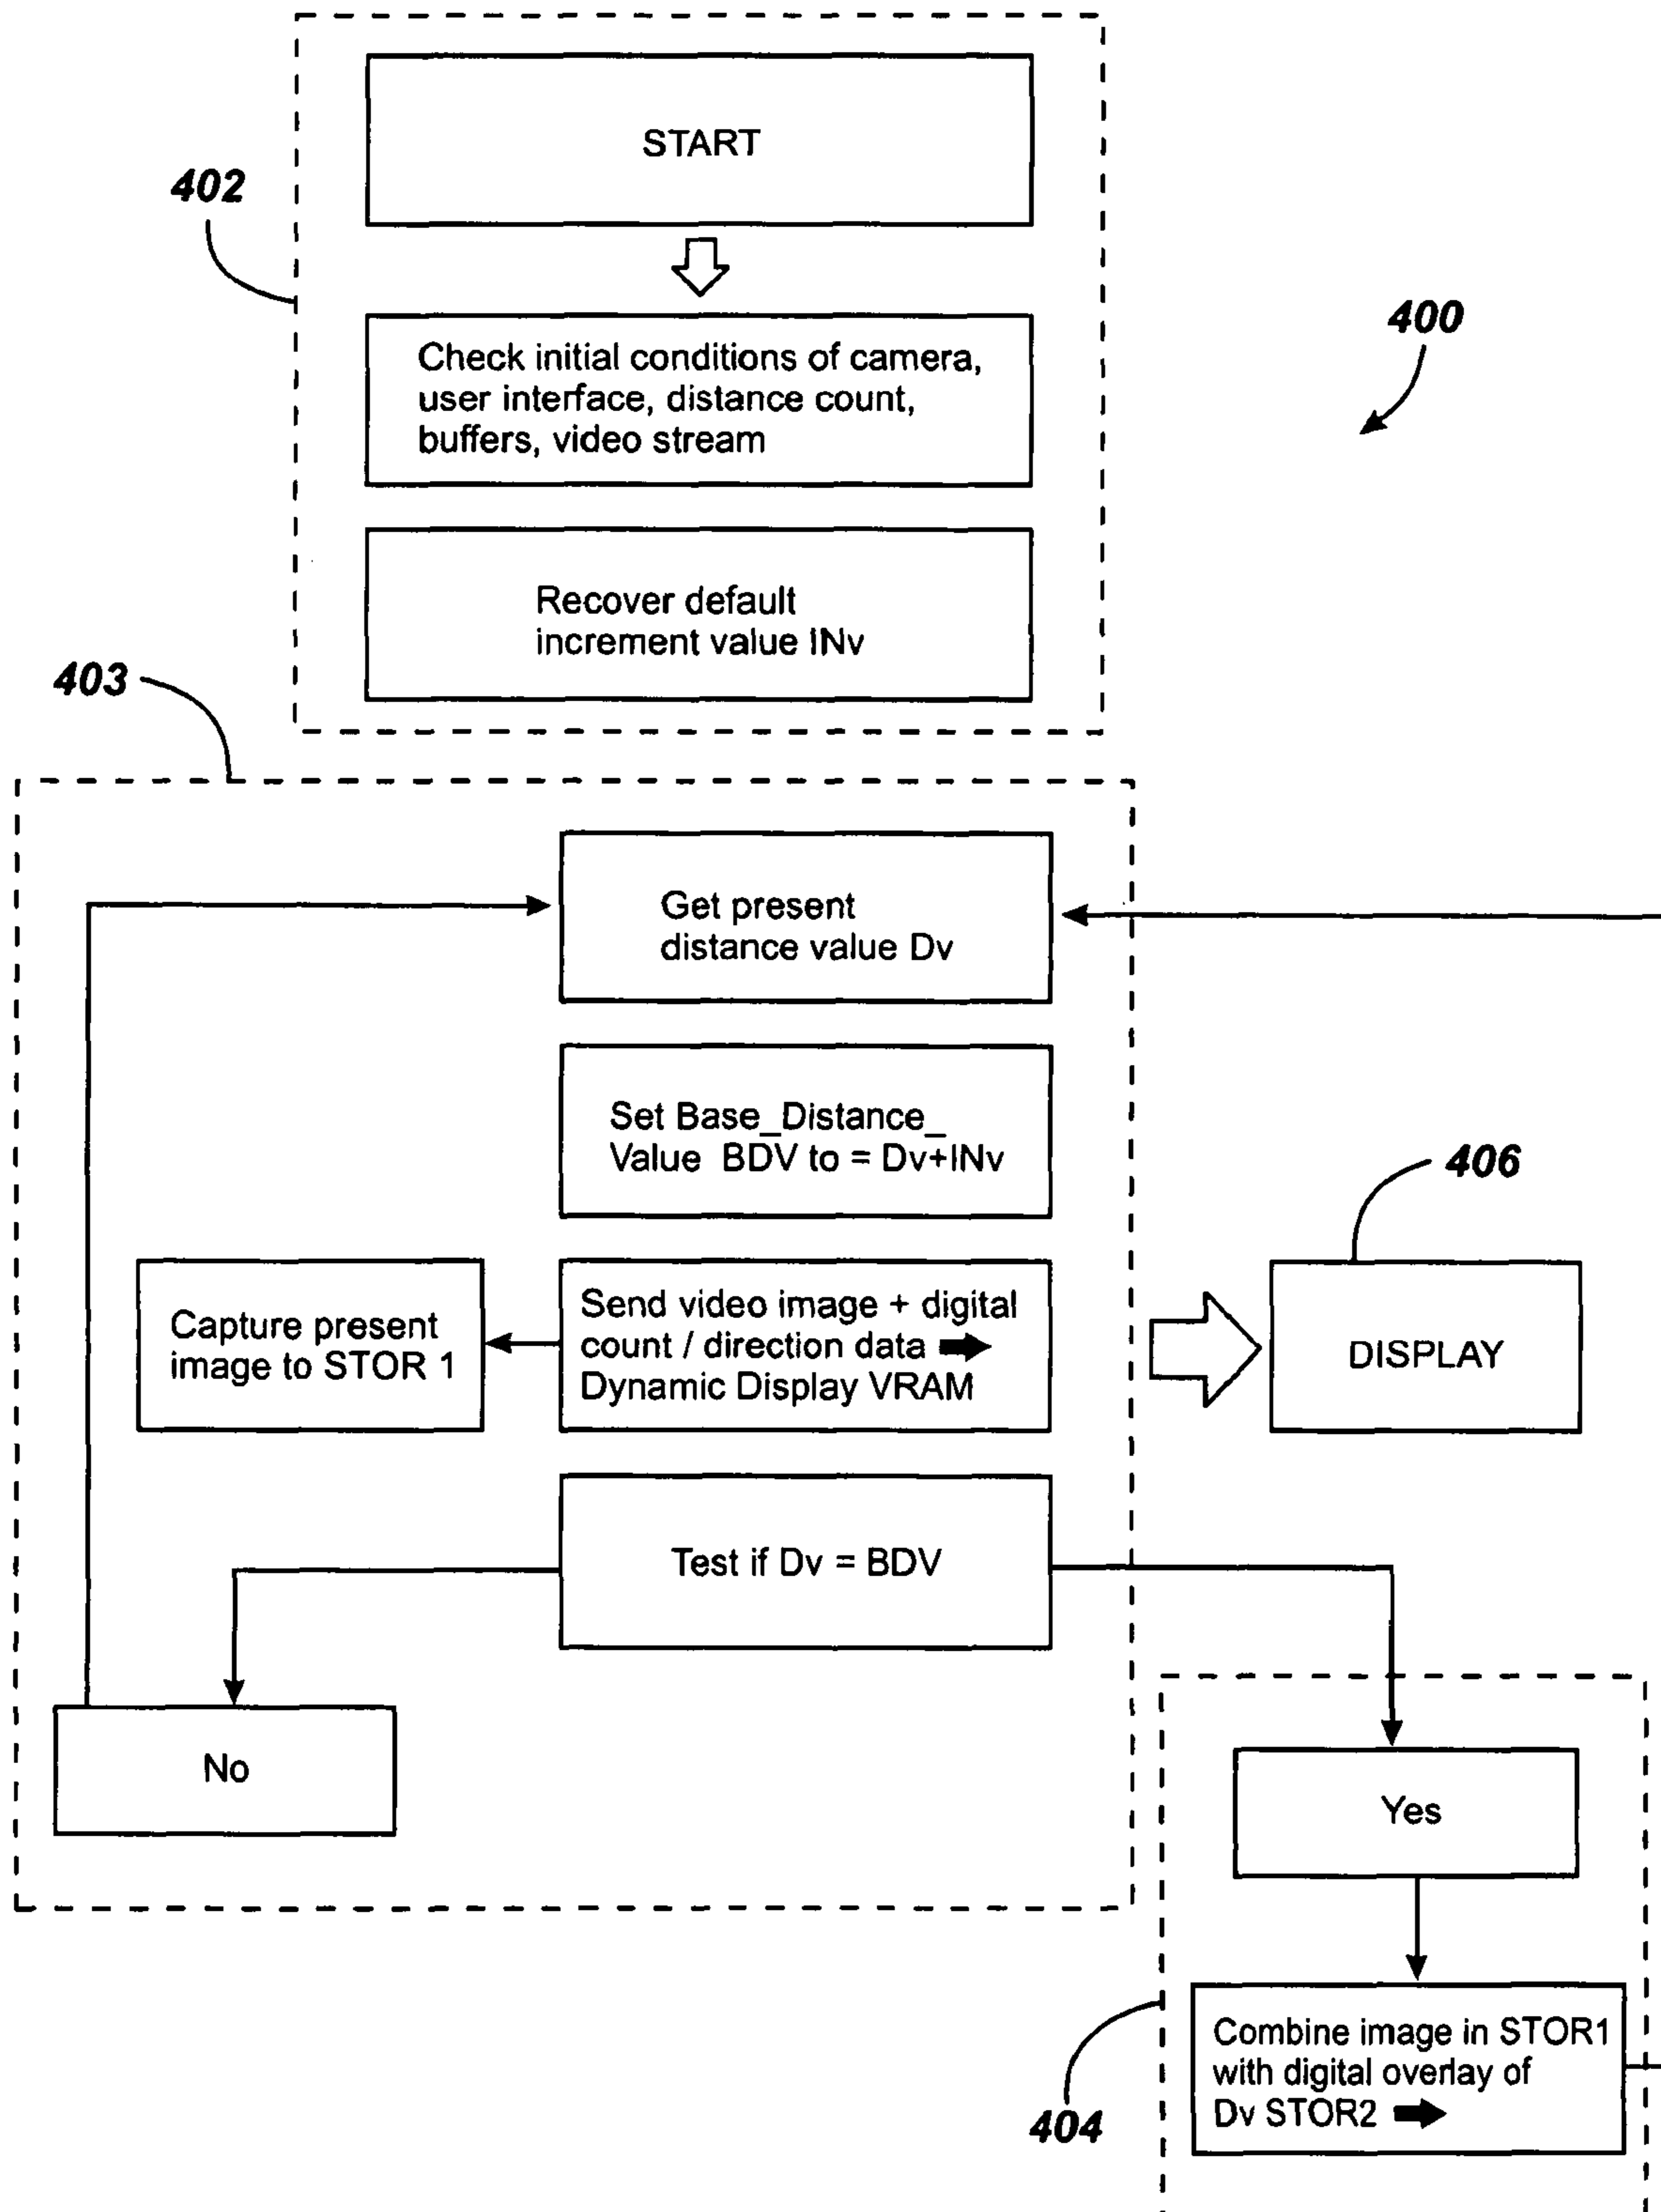 START
402
Check initial conditions of camera,
user interface, distance count,
buffers, video stream
400
Recover default
increment value INv
403
Get present
distance value Dv
Set Base_Distance_
Value BDV to = Dv+INv
406
Capture present
image to STOR 1
Send video image + digital
count / direction data ➡
Dynamic Display VRAM
DISPLAY
Test if Dv = BDV
No
Yes
Combine image in STOR1
with digital overlay of
Dv STOR2 ➡
404